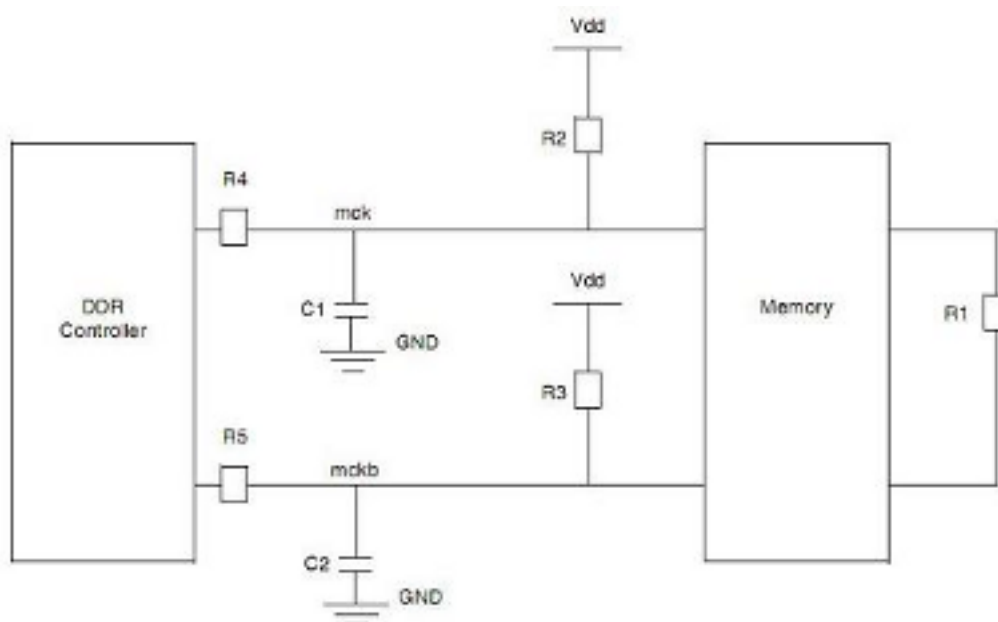 Vdd
R2
R4
mck
Vdd
DDR
Controller
C1
GND
Memory
R1
R3
R5
mckb
C2
GND